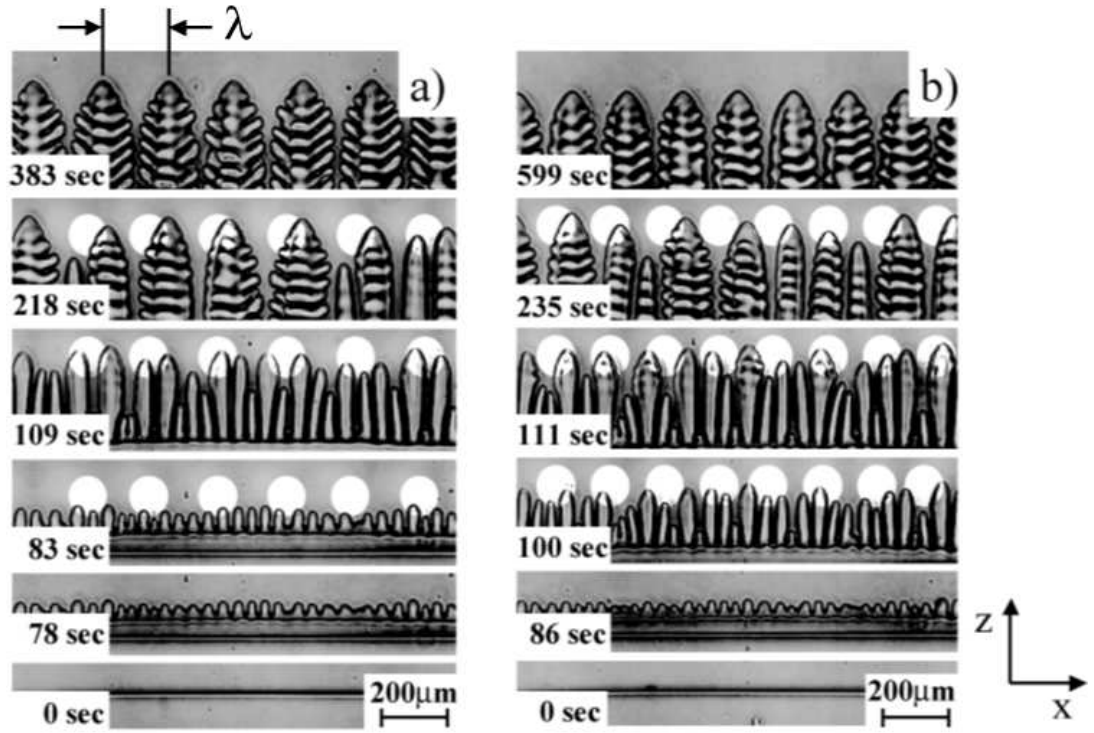 λ
a)
383 sec
218 sec
109 sec
83 sec
78 sec
0 sec
200μm
b)
599 sec
235 sec
111 sec
100 sec
86 sec
0 sec
200μm
z
x